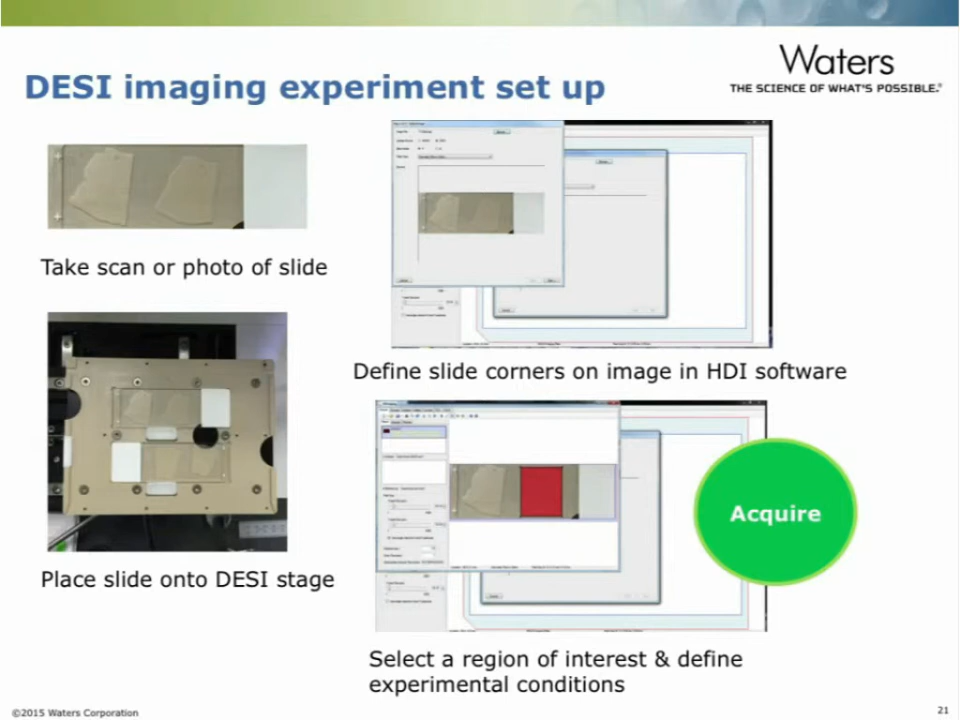 DESI imaging experiment set up
Waters
THE SCIENCE OF WHAT'S POSSIBLE.®
Take scan or photo of slide
Define slide corners on image in HDI software
Acquire
Place slide onto DESI stage
Select a region of interest & define
experimental conditions
©2015 Waters Corporation
21